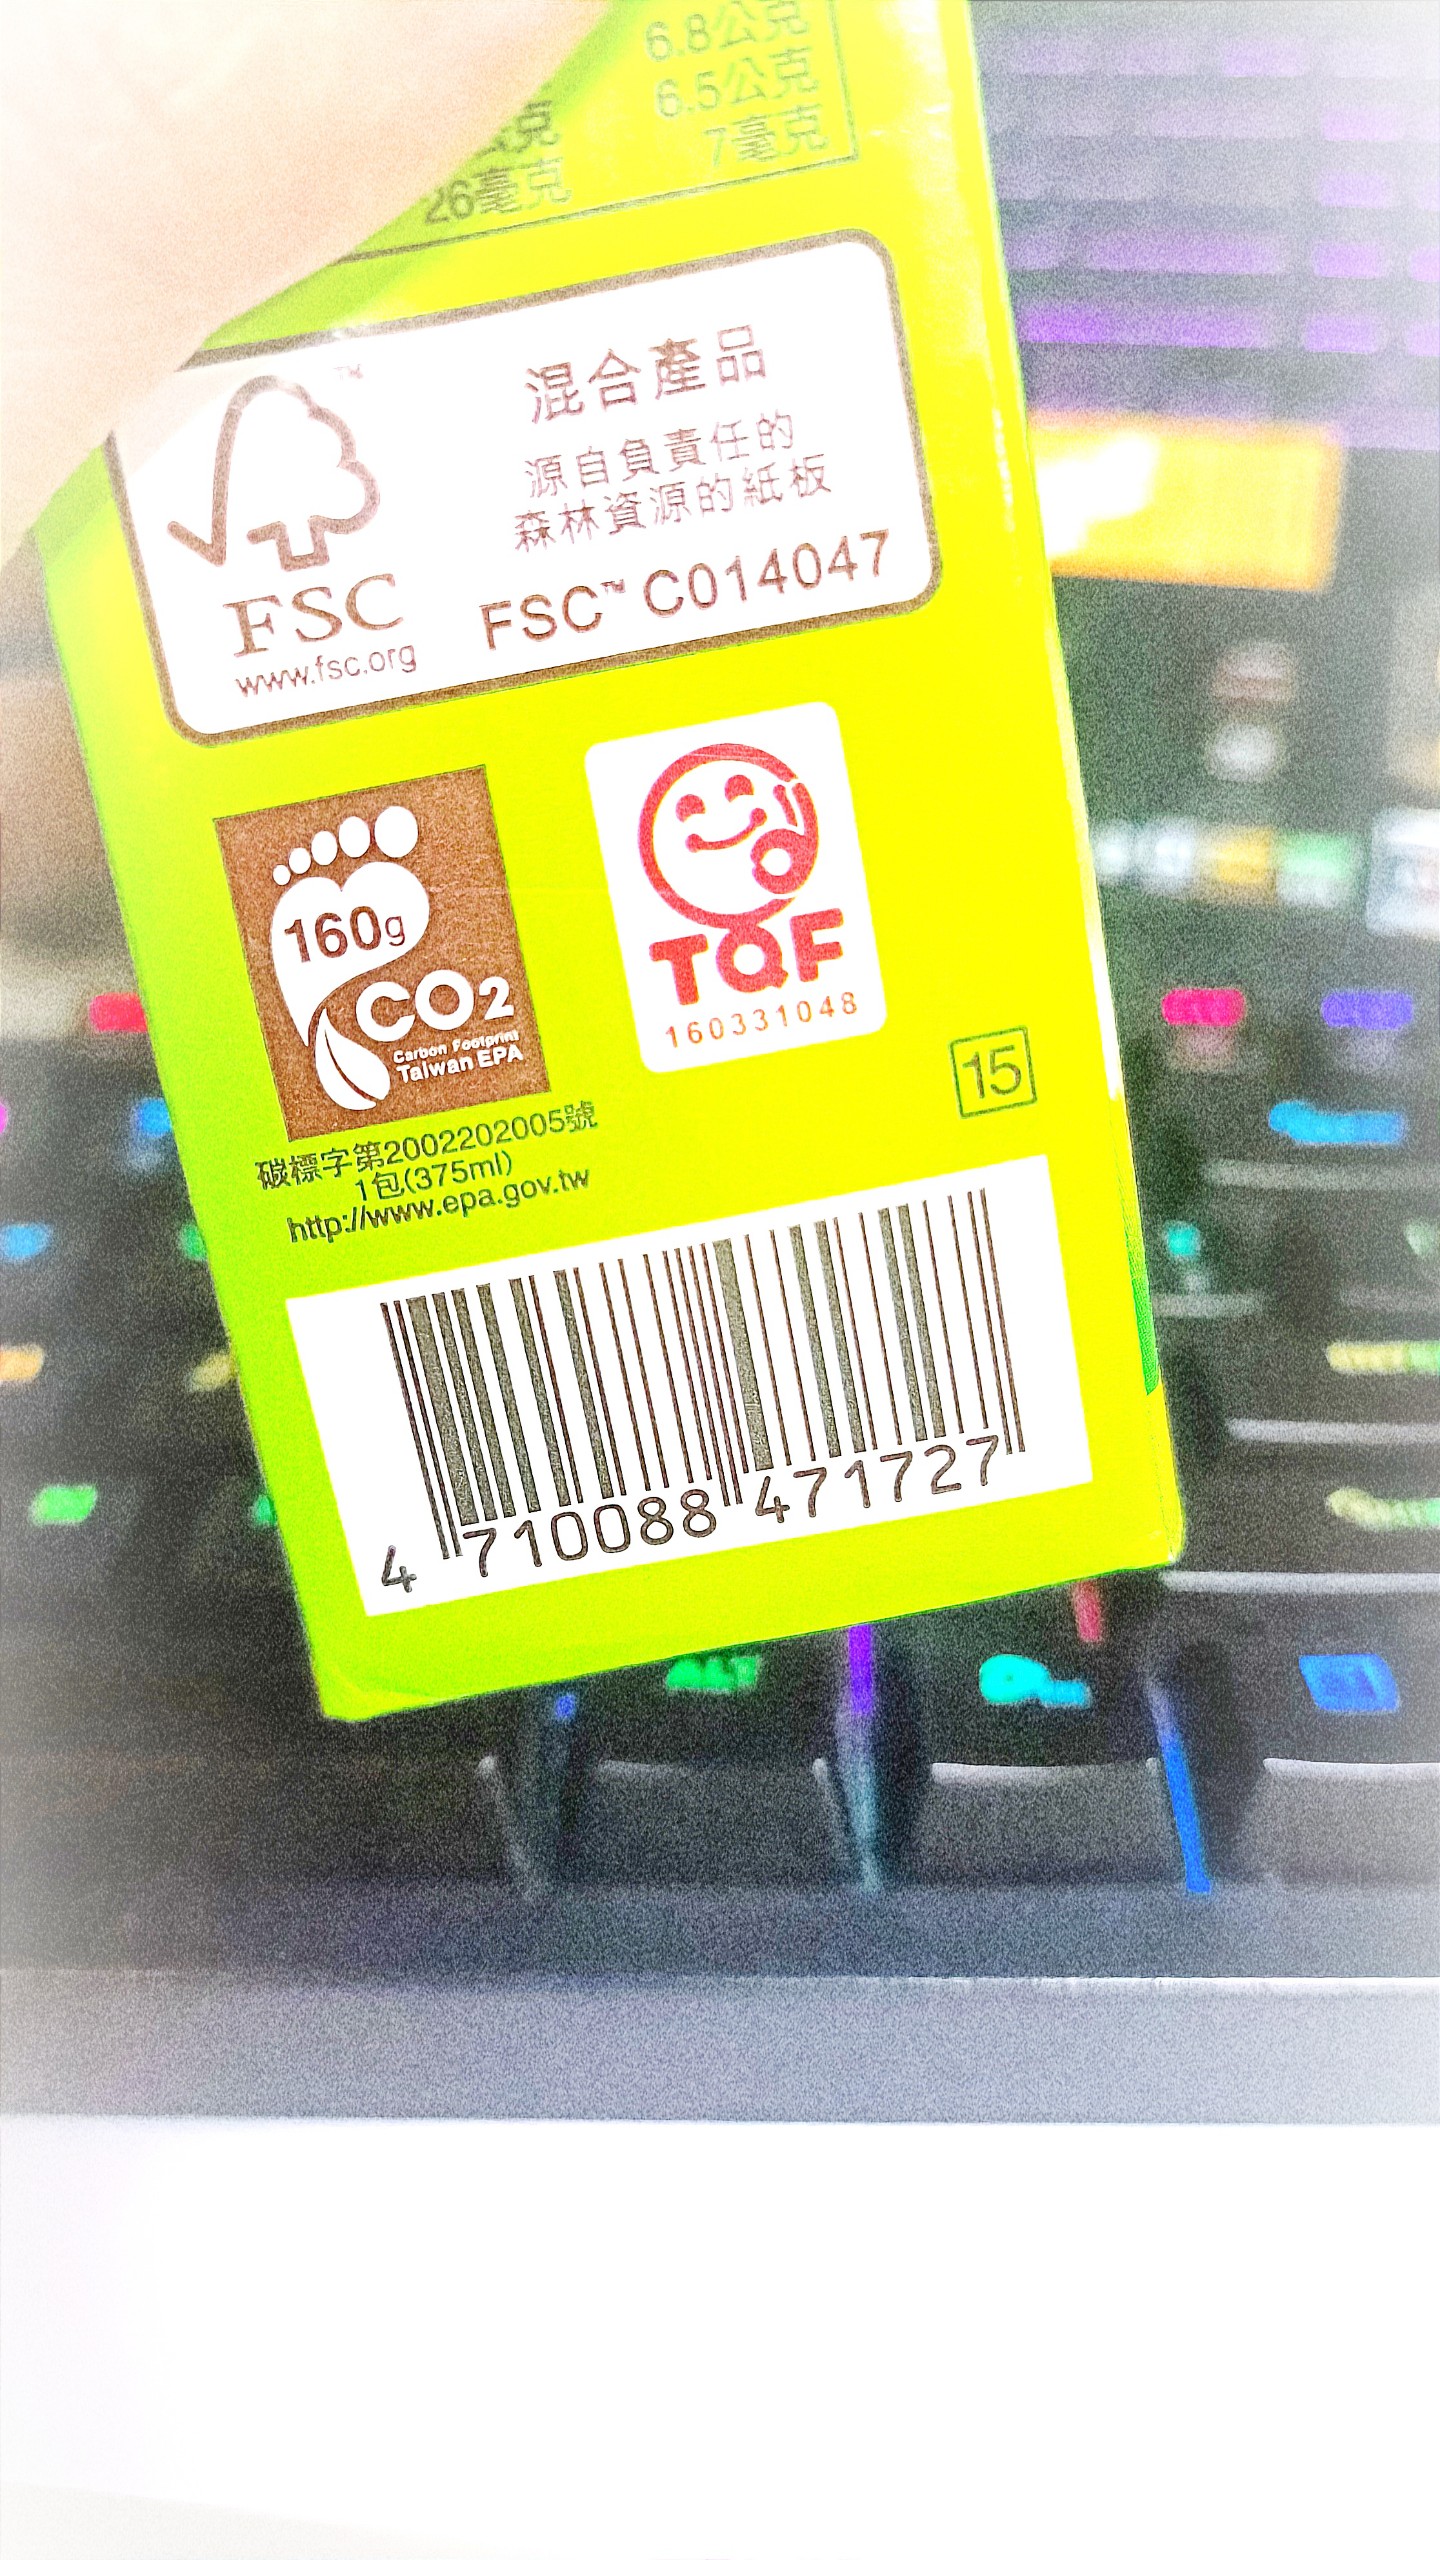 6.8公克
6.5公克
克
26毫克 7毫克
TM
混合產品
源自負責任的
森林資源的紙板
FSC
www.fsc.org
FSC™ C014047
160g
CO2
Carbon Footprint
Taiwan EPA
TQF
160331048
15
碳標字第2002202005號
1包(375ml)
http://www.epa.gov.tw
4 710088 471727